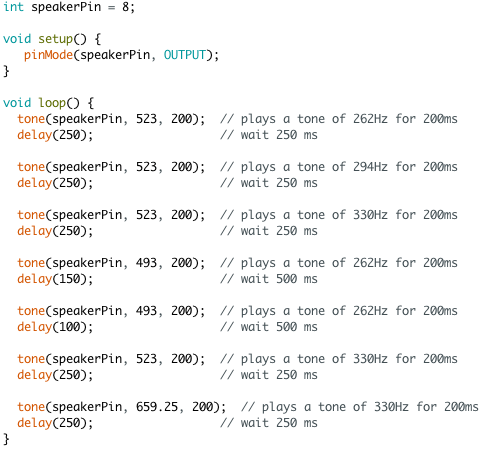 int speakerPin = 8;

void setup() {
   pinMode(speakerPin, OUTPUT);
}

void loop() {
  tone(speakerPin, 523, 200);  // plays a tone of 262Hz for 200ms
  delay(250);                  // wait 250 ms

  tone(speakerPin, 523, 200);  // plays a tone of 294Hz for 200ms
  delay(250);                  // wait 250 ms

  tone(speakerPin, 523, 200);  // plays a tone of 330Hz for 200ms
  delay(250);                  // wait 250 ms

  tone(speakerPin, 493, 200);  // plays a tone of 262Hz for 200ms
  delay(150);                  // wait 500 ms

  tone(speakerPin, 493, 200);  // plays a tone of 262Hz for 200ms
  delay(100);                  // wait 500 ms

  tone(speakerPin, 523, 200);  // plays a tone of 330Hz for 200ms
  delay(250);                  // wait 250 ms

  tone(speakerPin, 659.25, 200);  // plays a tone of 330Hz for 200ms
  delay(250);                  // wait 250 ms
}